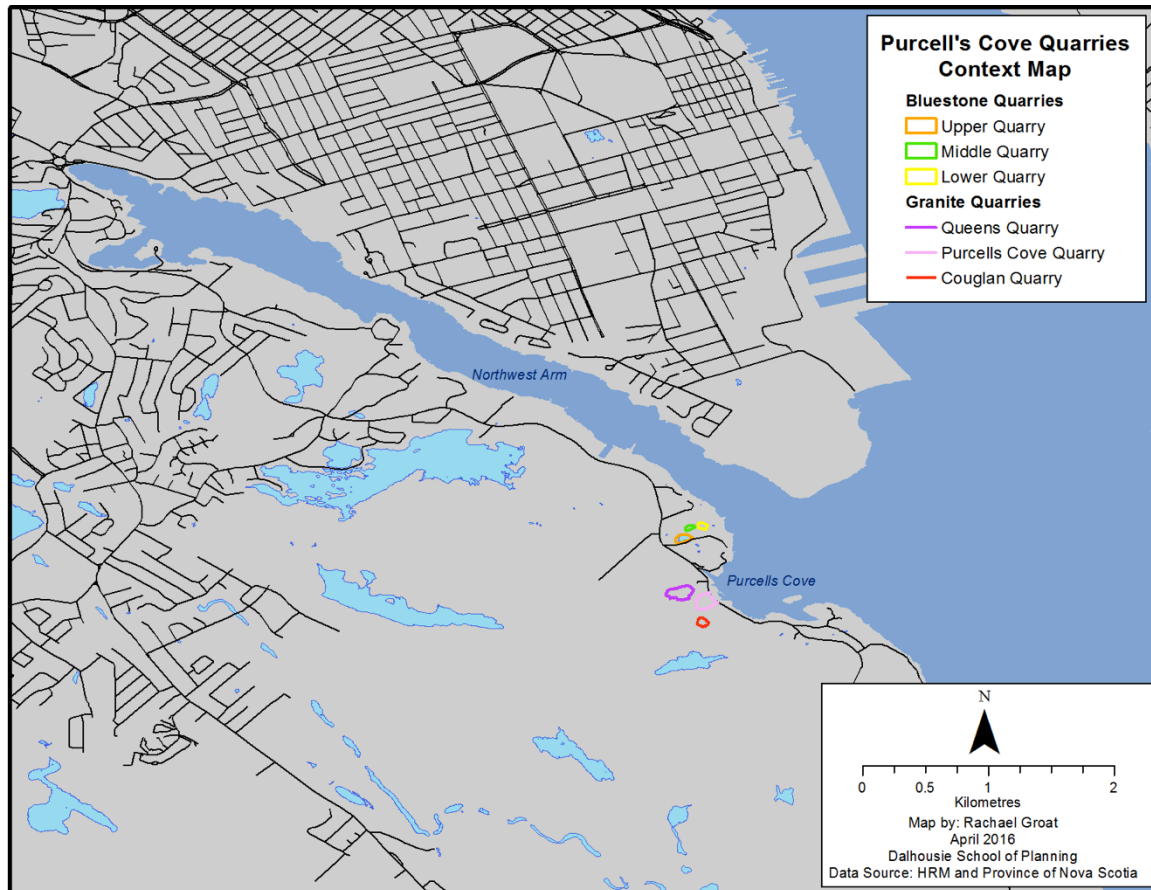 Purcell's Cove Quarries
Context Map
Bluestone Quarries
Upper Quarry
Middle Quarry
Lower Quarry
Granite Quarries
Queens Quarry
Purcells Cove Quarry
Couglan Quarry
Northwest Arm
Purcells Cove
N
0 0.5 1 2
Kilometres
Map by: Rachael Groat
April 2016
Dalhousie School of Planning
Data Source: HRM and Province of Nova Scotia